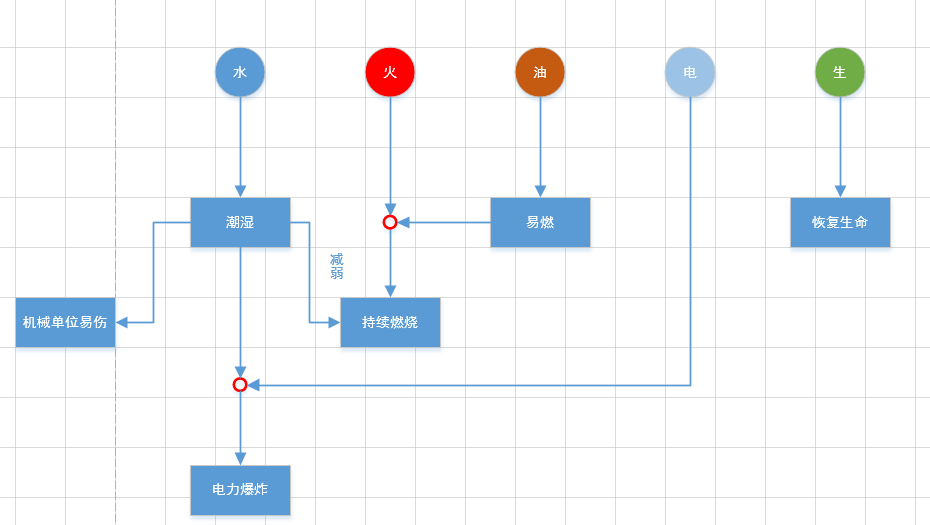 水
火
油
电
生
潮湿
易燃
恢复生命
减
弱
机械单位易伤
持续燃烧
电力爆炸